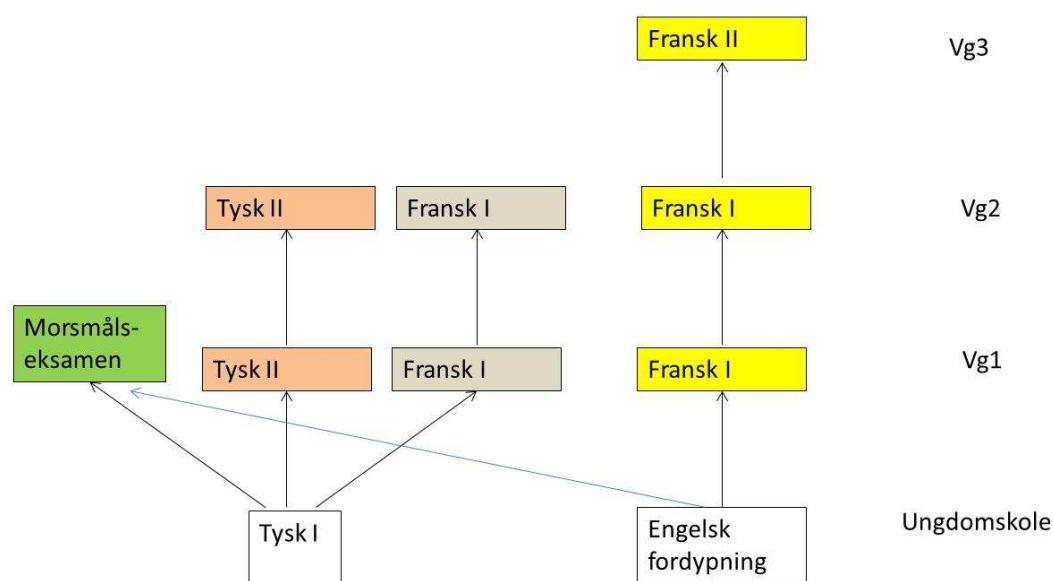 Fransk II
Vg3
Tysk II
Fransk I
Fransk I
Vg2
Morsmåls-
eksamen
Tysk II
Fransk I
Fransk I
Vg1
Tysk I
Engelsk
fordypning
Ungdomskole